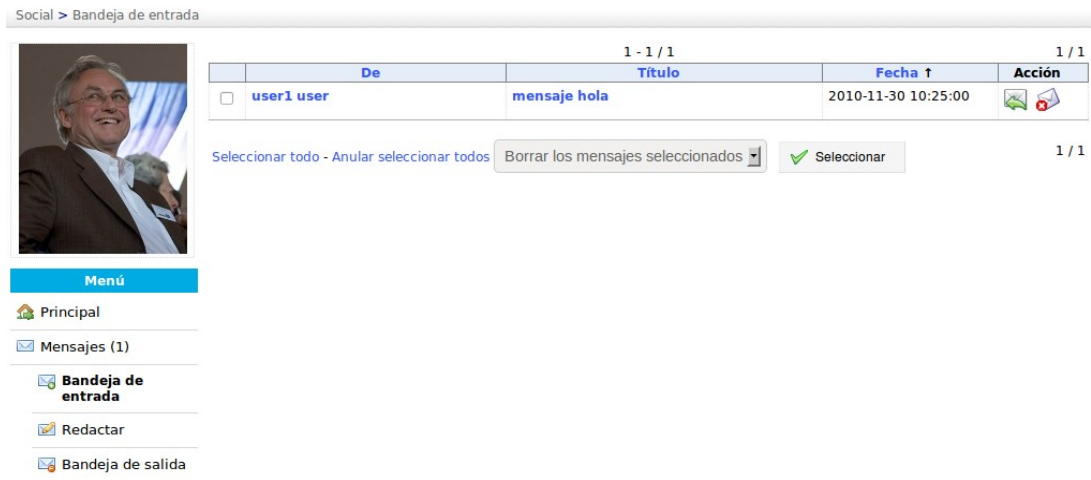 Social > Bandeja de entrada
1 - 1 / 1 1 / 1
De Título Fecha ↑ Acción
user1 user mensaje hola 2010-11-30 10:25:00
Seleccionar todo - Anular seleccionar todos Borrar los mensajes seleccionados Seleccionar 1 / 1
Menú
Principal
Mensajes (1)
Bandeja de
entrada
Redactar
Bandeja de salida